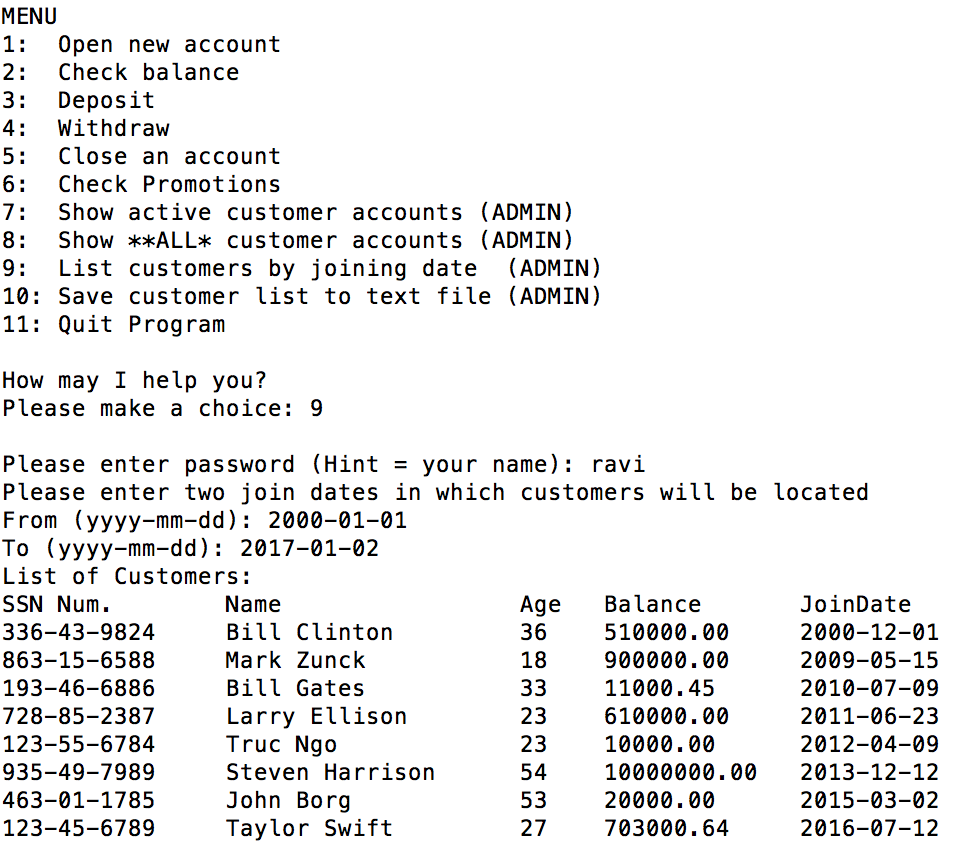 MENU
1:  Open new account
2:  Check balance
3:  Deposit
4:  Withdraw
5:  Close an account
6:  Check Promotions
7:  Show active customer accounts (ADMIN)
8:  Show **ALL* customer accounts (ADMIN)
9:  List customers by joining date  (ADMIN)
10: Save customer list to text file (ADMIN)
11: Quit Program
How may I help you?
Please make a choice: 9
Please enter password (Hint = your name): ravi
Please enter two join dates in which customers will be located
From (yyyy-mm-dd): 2000-01-01
To (yyyy-mm-dd): 2017-01-02
List of Customers:
SSN Num.        Name                 Age   Balance       JoinDate
336-43-9824     Bill Clinton         36    510000.00     2000-12-01
863-15-6588     Mark Zunck           18    900000.00     2009-05-15
193-46-6886     Bill Gates           33    11000.45      2010-07-09
728-85-2387     Larry Ellison        23    610000.00     2011-06-23
123-55-6784     Truc Ngo             23    10000.00      2012-04-09
935-49-7989     Steven Harrison      54    10000000.00   2013-12-12
463-01-1785     John Borg            53    20000.00      2015-03-02
123-45-6789     Taylor Swift         27    703000.64     2016-07-12